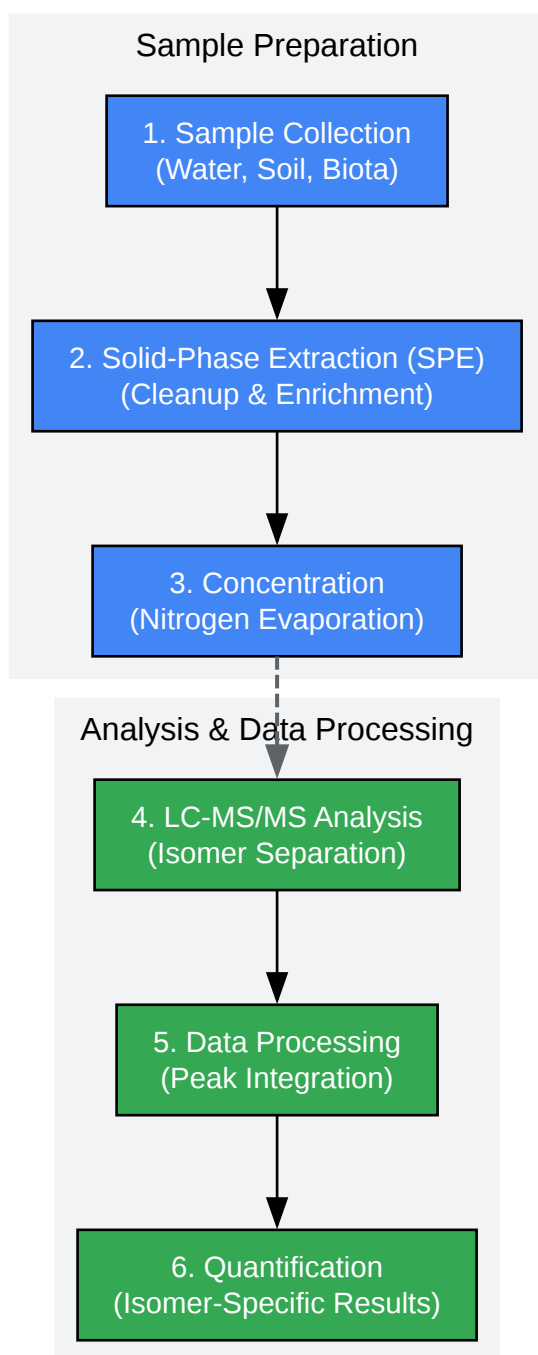 Sample Preparation
1. Sample Collection
(Water, Soil, Biota)
2. Solid-Phase Extraction (SPE)
(Cleanup & Enrichment)
3. Concentration
(Nitrogen Evaporation)
Analysis & Data Processing
4. LC-MS/MS Analysis
(Isomer Separation)
5. Data Processing
(Peak Integration)
6. Quantification
(Isomer-Specific Results)